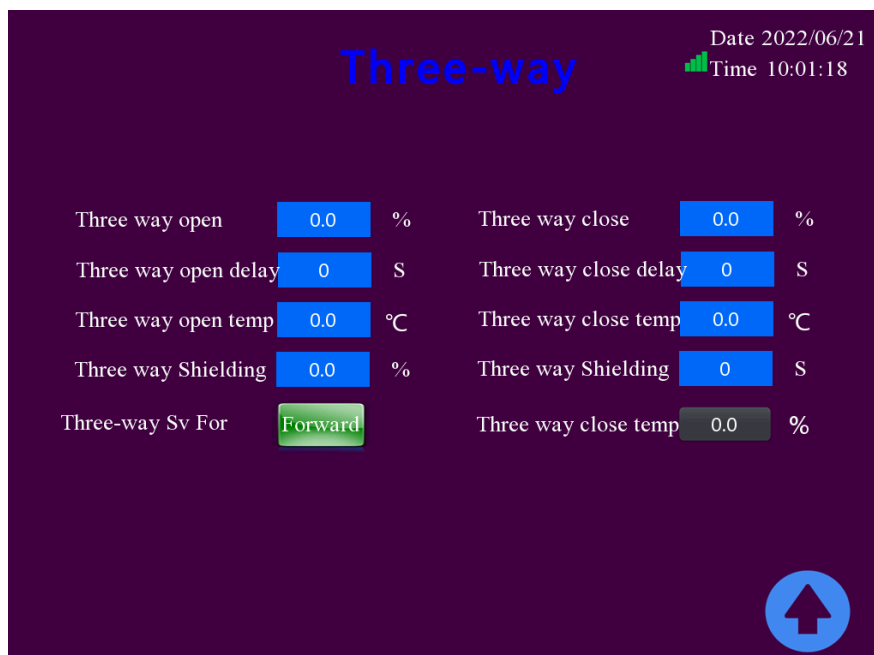 Date 2022/06/21
Three-way
Time 10:01:18
Three way open 0.0 % Three way close 0.0 %
Three way open delay 0 S Three way close delay 0 S
Three way open temp 0.0 ℃ Three way close temp 0.0 ℃
Three way Shielding 0.0 % Three way Shielding 0 S
Three-way Sv For Forward Three way close temp 0.0 %